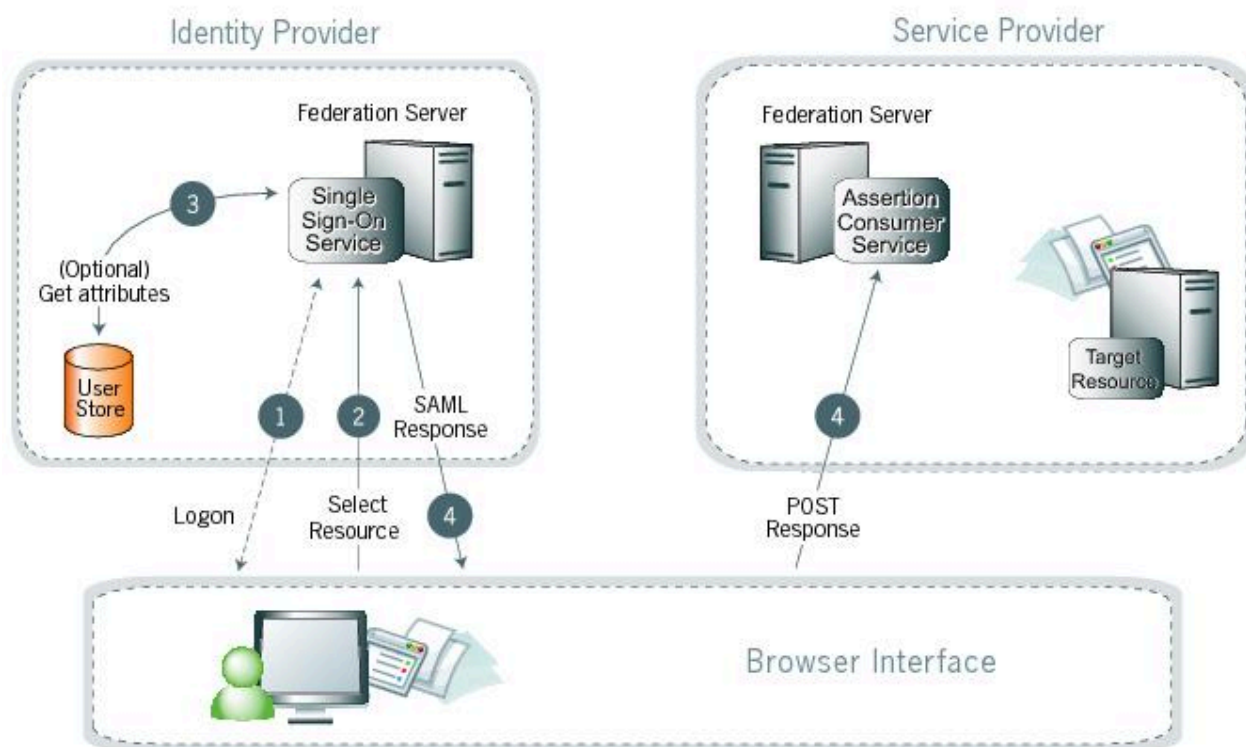 Identity Provider
Service Provider
Federation Server
Single
Sign-On
Service
3
(Optional)
Get attributes
User
Store
1
2
SAML
Response
Logon
Select
Resource
4
Federation Server
Assertion
Consumer
Service
Target
Resource
4
POST
Response
Browser Interface